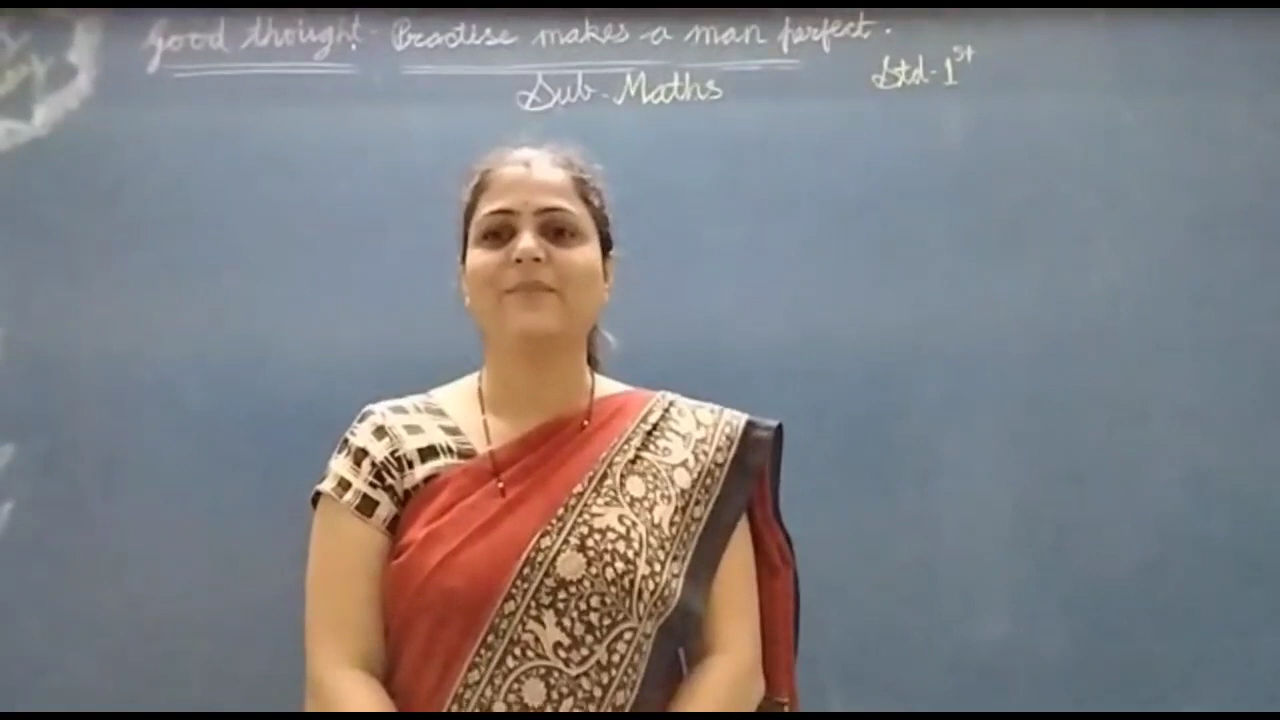 Good thought - Practise makes a man perfect.
Sub - Maths
Std - 1st